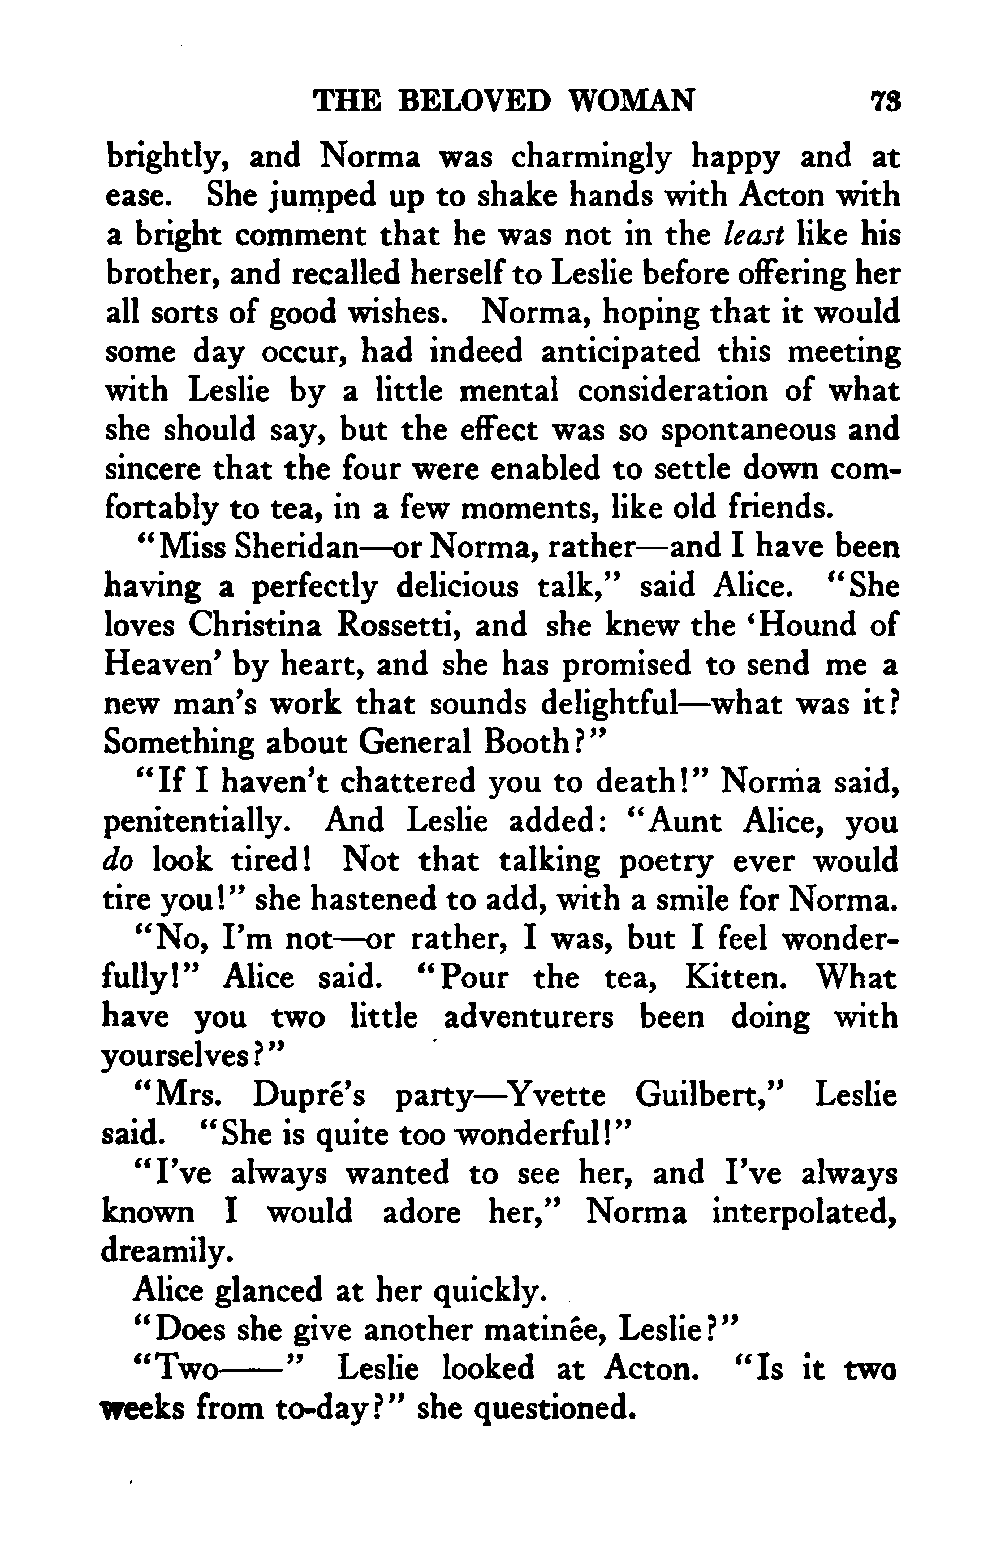 THE BELOVED WOMAN 73
brightly, and Norma was charmingly happy and at
ease. She jumped up to shake hands with Acton with
a bright comment that he was not in the least like his
brother, and recalled herself to Leslie before offering her
all sorts of good wishes. Norma, hoping that it would
some day occur, had indeed anticipated this meeting
with Leslie by a little mental consideration of what
she should say, but the effect was so spontaneous and
sincere that the four were enabled to settle down com-
fortably to tea, in a few moments, like old friends.
"Miss Sheridan—or Norma, rather—and I have been
having a perfectly delicious talk," said Alice. "She
loves Christina Rossetti, and she knew the 'Hound of
Heaven' by heart, and she has promised to send me a
new man's work that sounds delightful—what was it?
Something about General Booth?"
"If I haven't chattered you to death!" Norma said,
penitentially. And Leslie added: "Aunt Alice, you
do look tired! Not that talking poetry ever would
tire you!" she hastened to add, with a smile for Norma.
"No, I'm not—or rather, I was, but I feel wonder-
fully!" Alice said. "Pour the tea, Kitten. What
have you two little adventurers been doing with
yourselves?"
"Mrs. Dupré's party—Yvette Guilbert," Leslie
said. "She is quite too wonderful!"
"I've always wanted to see her, and I've always
known I would adore her," Norma interpolated,
dreamily.
Alice glanced at her quickly.
"Does she give another matinée, Leslie?"
"Two——" Leslie looked at Acton. "Is it two
weeks from to-day?" she questioned.